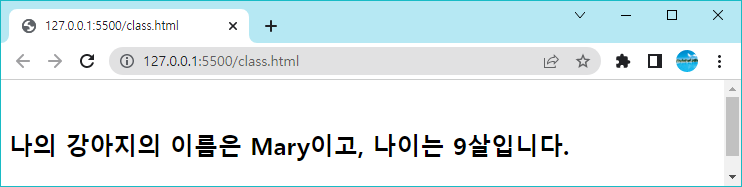 127.0.0.1:5500/class.html
127.0.0.1:5500/class.html
나의 강아지의 이름은 Mary이고, 나이는 9살입니다.